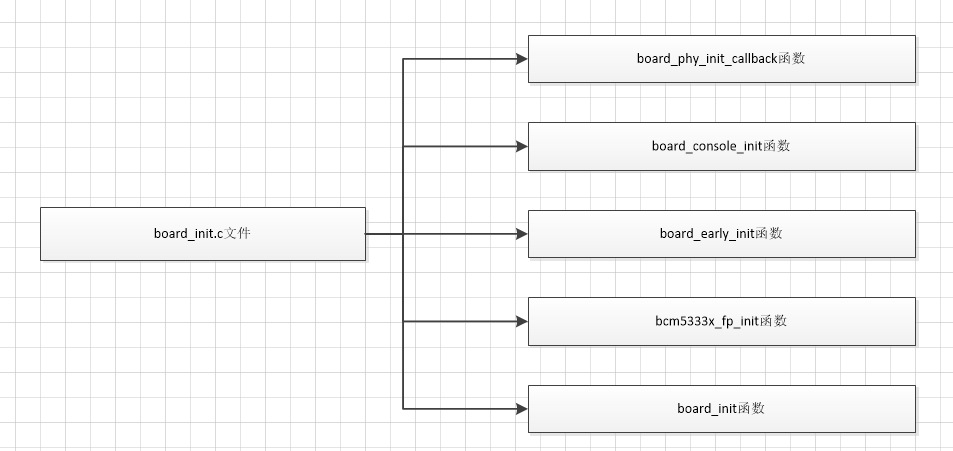 board_phy_init_callback函数
board_console_init函数
board_early_init函数
board_init.c文件
bcm5333x_fp_init函数
board_init函数